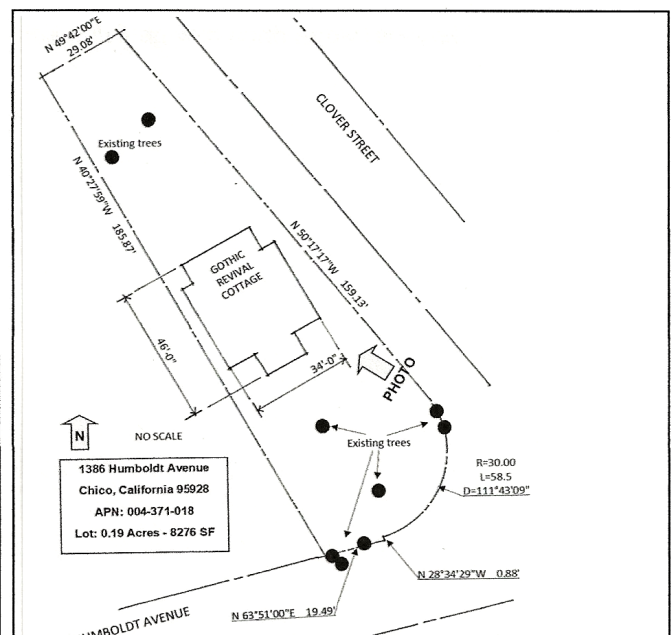 N 49°42'00"E
29.08'
CLOVER STREET
Existing trees
N 40°27'59"W 185.87'
N 50°17'17"W 159.13'
GOTHIC
REVIVAL
COTTAGE
46'-0"
34'-0"
PHOTO
N
NO SCALE
Existing trees
1386 Humboldt Avenue
Chico, California 95928
APN: 004-371-018
Lot: 0.19 Acres - 8276 SF
R=30.00
L=58.5
D=111°43'09"
N 28°34'29"W 0.88'
N 63°51'00"E 19.49'
UMBOLDT AVENUE